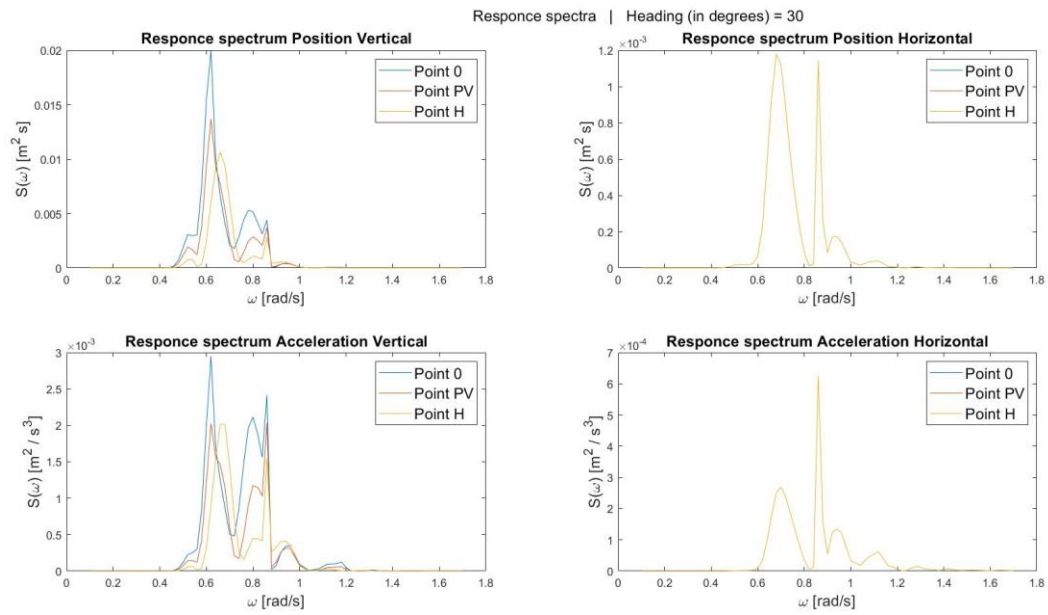 Responce spectra | Heading (in degrees) = 30
Responce spectrum Position Vertical
0.02
0.015
0.01
0.005
0
S(ω) [m² s]
Point 0
Point PV
Point H
0 0.2 0.4 0.6 0.8 1 1.2 1.4 1.6 1.8
ω [rad/s]
Responce spectrum Position Horizontal
×10⁻³
1.2
1
0.8
0.6
0.4
0.2
0
S(ω) [m² s]
Point 0
Point PV
Point H
0 0.2 0.4 0.6 0.8 1 1.2 1.4 1.6 1.8
ω [rad/s]
Responce spectrum Acceleration Vertical
×10⁻³
3
2.5
2
1.5
1
0.5
0
S(ω) [m² / s³]
Point 0
Point PV
Point H
0 0.2 0.4 0.6 0.8 1 1.2 1.4 1.6 1.8
ω [rad/s]
Responce spectrum Acceleration Horizontal
×10⁻⁴
7
6
5
4
3
2
1
0
S(ω) [m² / s³]
Point 0
Point PV
Point H
0 0.2 0.4 0.6 0.8 1 1.2 1.4 1.6 1.8
ω [rad/s]